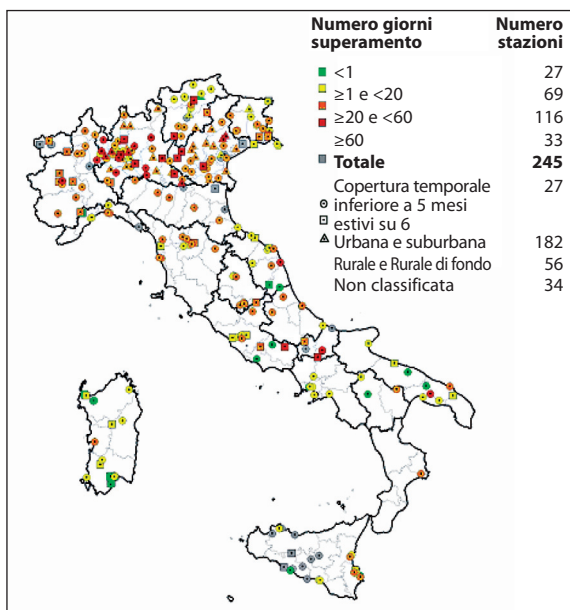 Numero giorni Numero
superamento stazioni
<1 27
≥1 e <20 69
≥20 e <60 116
≥60 33
Totale 245
Copertura temporale 27
inferiore a 5 mesi
estivi su 6
Urbana e suburbana 182
Rurale e Rurale di fondo 56
Non classificata 34